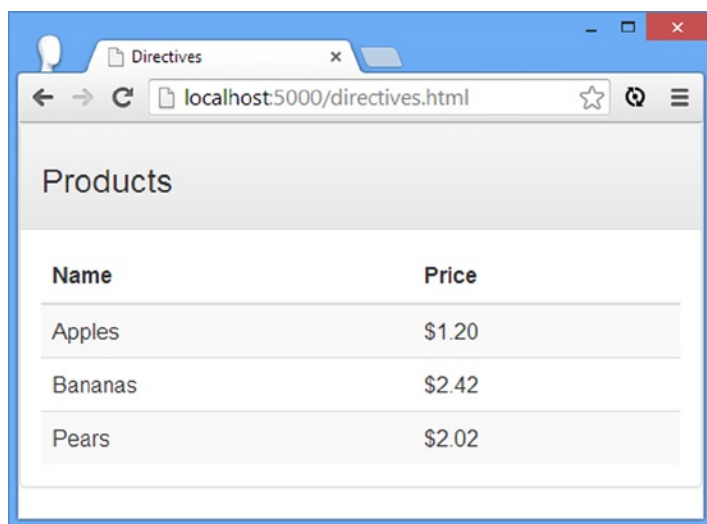 Directives
localhost:5000/directives.html
Products
Name Price
Apples $1.20
Bananas $2.42
Pears $2.02